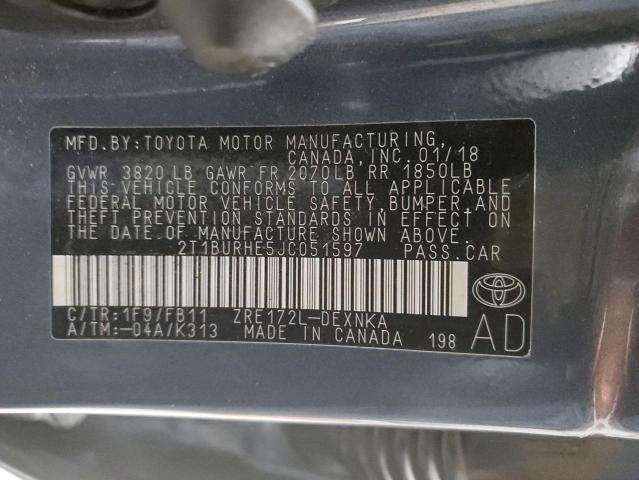 MFD.BY:TOYOTA MOTOR MANUFACTURING,
CANADA, INC. 01/18
GVWR 3820 LB GAWR FR 2070LB RR 1850LB
THIS VEHICLE CONFORMS TO ALL APPLICABLE
FEDERAL MOTOR VEHICLE SAFETY, BUMPER AND
THEFT PREVENTION STANDARDS IN EFFECT ON
THE DATE OF MANUFACTURE SHOWN ABOVE.
2T1BURHE5JC051597 PASS.CAR
C/TR:1F9/FB11 ZRE172L-DEXNKA
A/TM:-04A/K313 MADE IN CANADA 198
AD